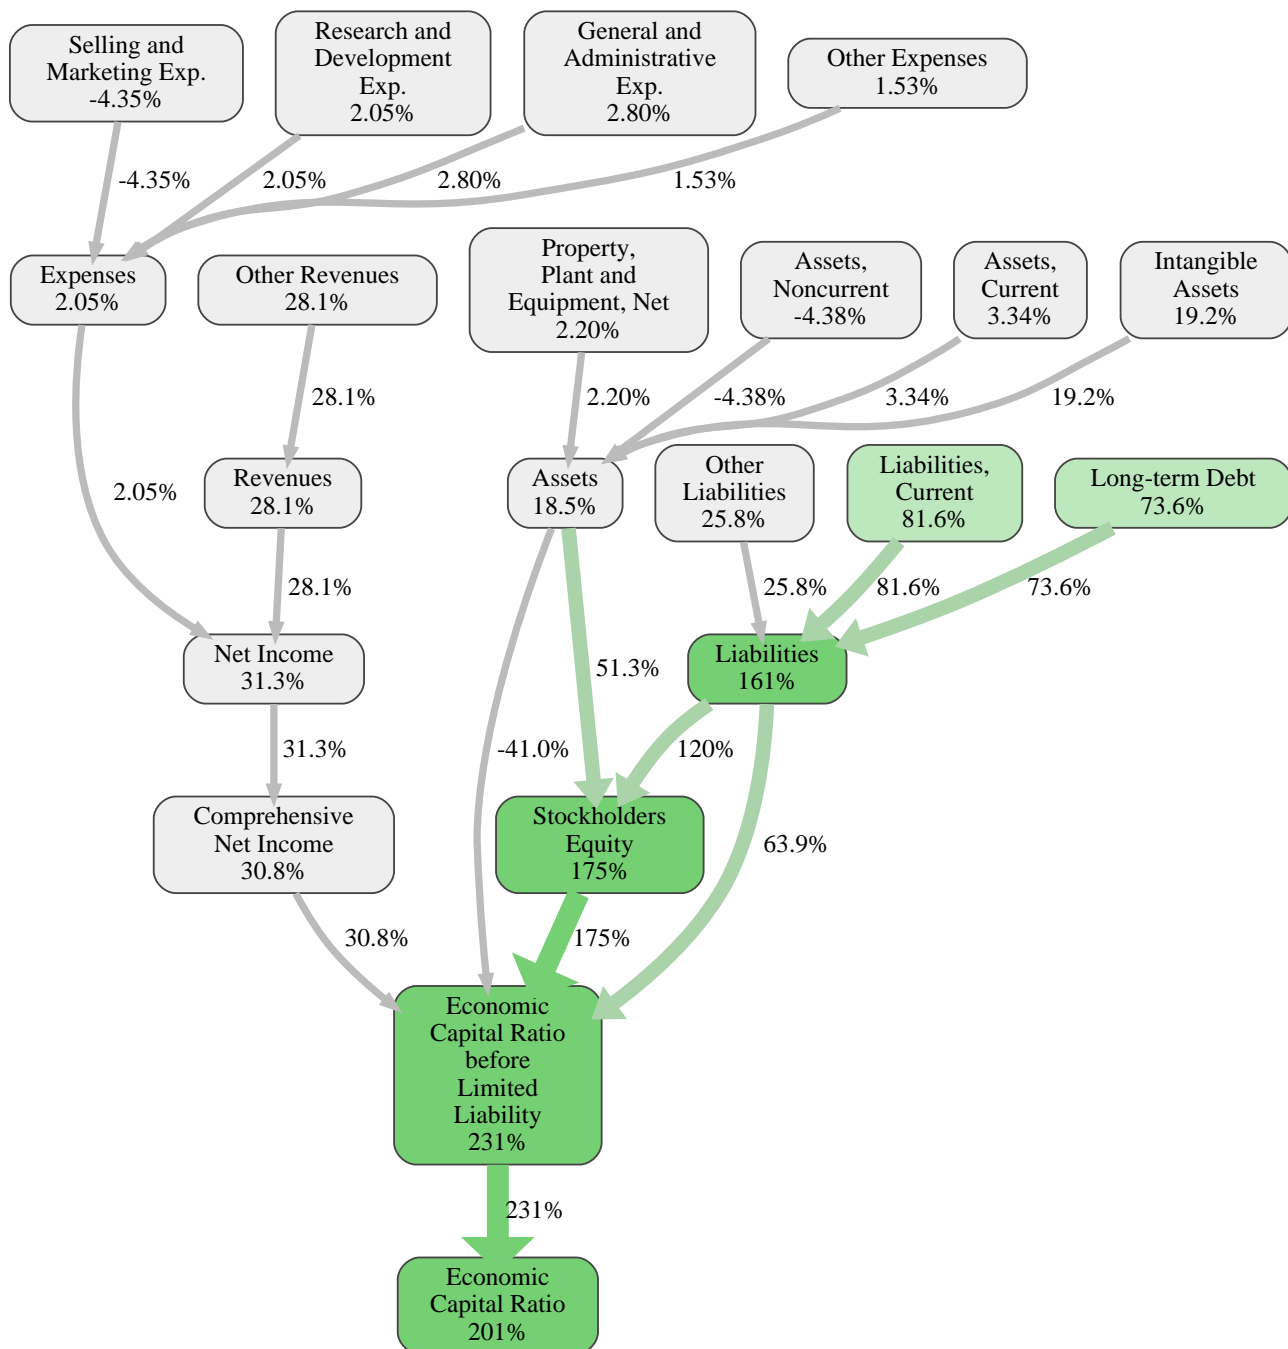 Selling and
Marketing Exp.
-4.35%
Research and
Development
Exp.
2.05%
General and
Administrative
Exp.
2.80%
Other Expenses
1.53%
-4.35%
2.05%
2.80%
1.53%
Expenses
2.05%
Other Revenues
28.1%
Property,
Plant and
Equipment, Net
2.20%
Assets,
Noncurrent
-4.38%
Assets,
Current
3.34%
Intangible
Assets
19.2%
28.1%
2.20%
-4.38%
3.34%
19.2%
2.05%
Revenues
28.1%
Assets
18.5%
Other
Liabilities
25.8%
Liabilities,
Current
81.6%
Long-term Debt
73.6%
28.1%
25.8%
81.6%
73.6%
Net Income
31.3%
51.3%
Liabilities
161%
31.3%
-41.0%
120%
Comprehensive
Net Income
30.8%
Stockholders
Equity
175%
63.9%
30.8%
175%
Economic
Capital Ratio
before
Limited
Liability
231%
231%
Economic
Capital Ratio
201%